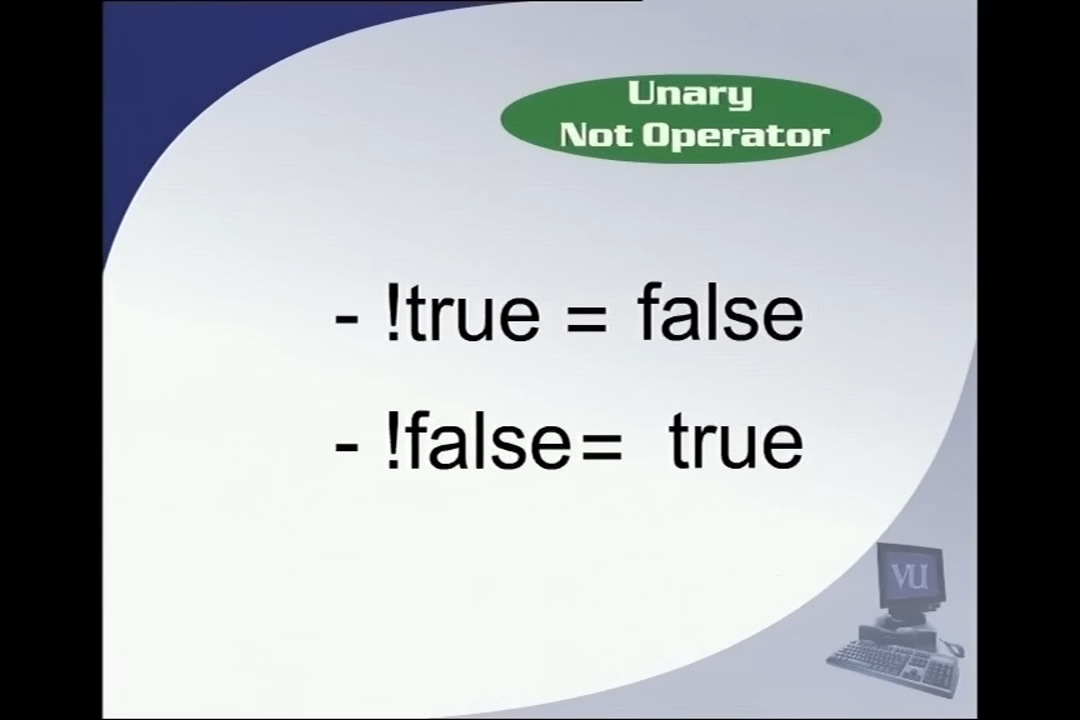 Unary
Not Operator
- !true = false
- !false = true
VU